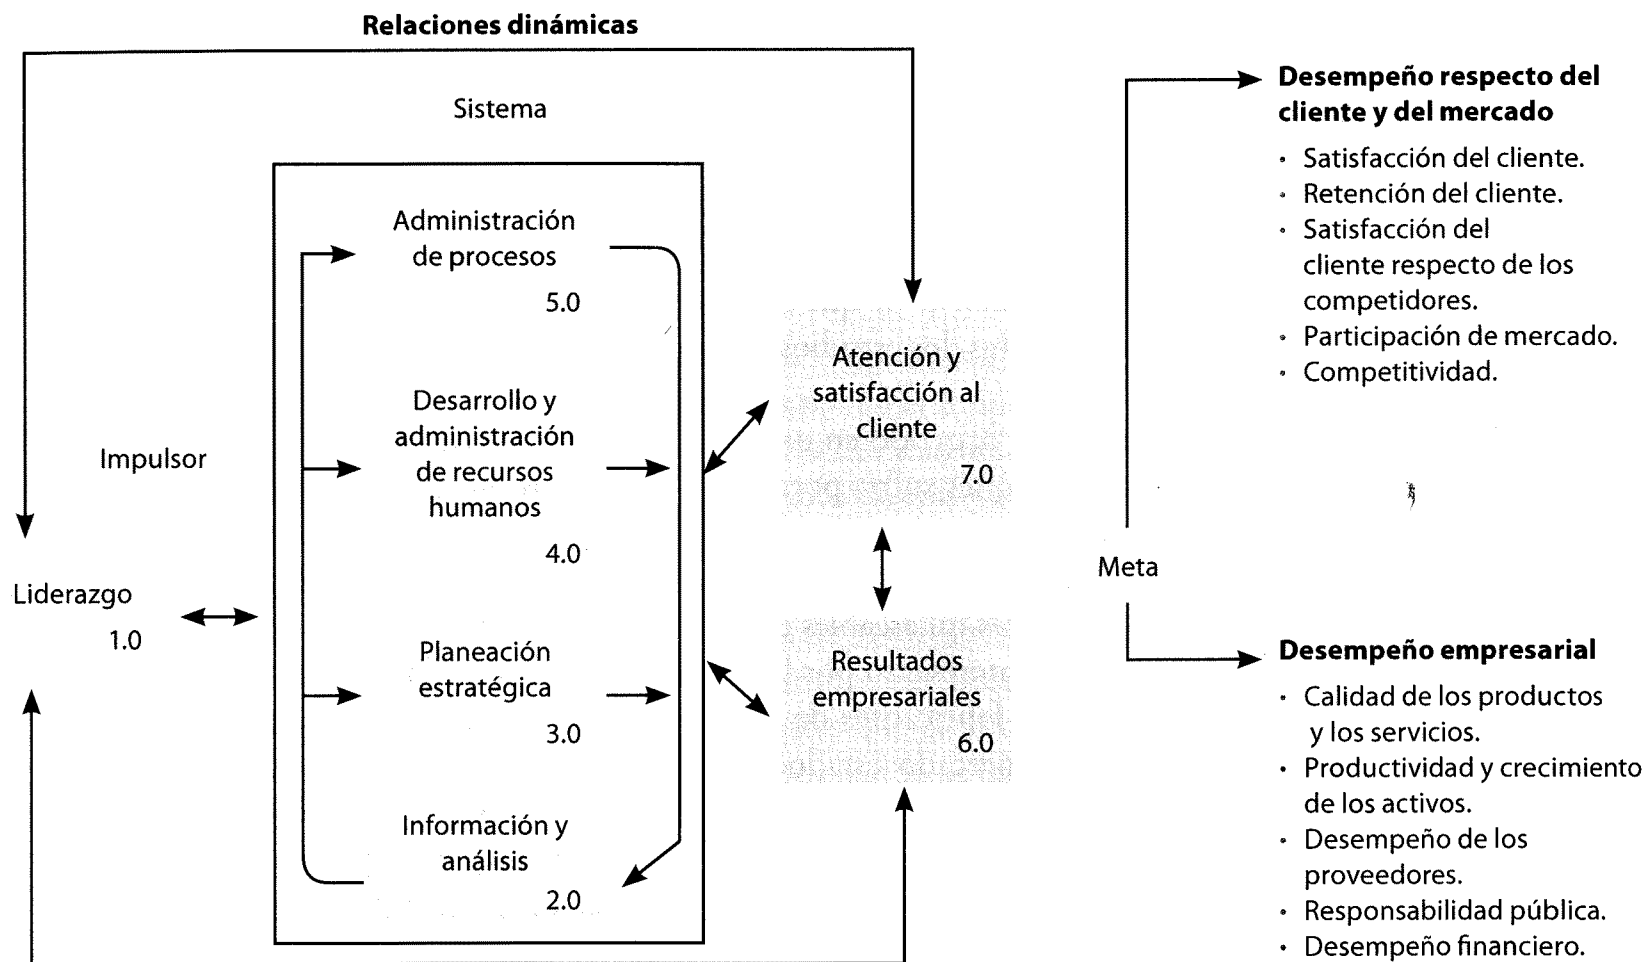 Relaciones dinámicas
Sistema
Impulsor
Liderazgo
1.0
Administración
de procesos
5.0
Desarrollo y
administración
de recursos
humanos
4.0
Planeación
estratégica
3.0
Información y
análisis
2.0
Atención y
satisfacción al
cliente
7.0
Resultados
empresariales
6.0
Meta
Desempeño respecto del
cliente y del mercado
· Satisfacción del cliente.
· Retención del cliente.
· Satisfacción del
cliente respecto de los
competidores.
· Participación de mercado.
· Competitividad.
Desempeño empresarial
· Calidad de los productos
y los servicios.
· Productividad y crecimiento
de los activos.
· Desempeño de los
proveedores.
· Responsabilidad pública.
· Desempeño financiero.